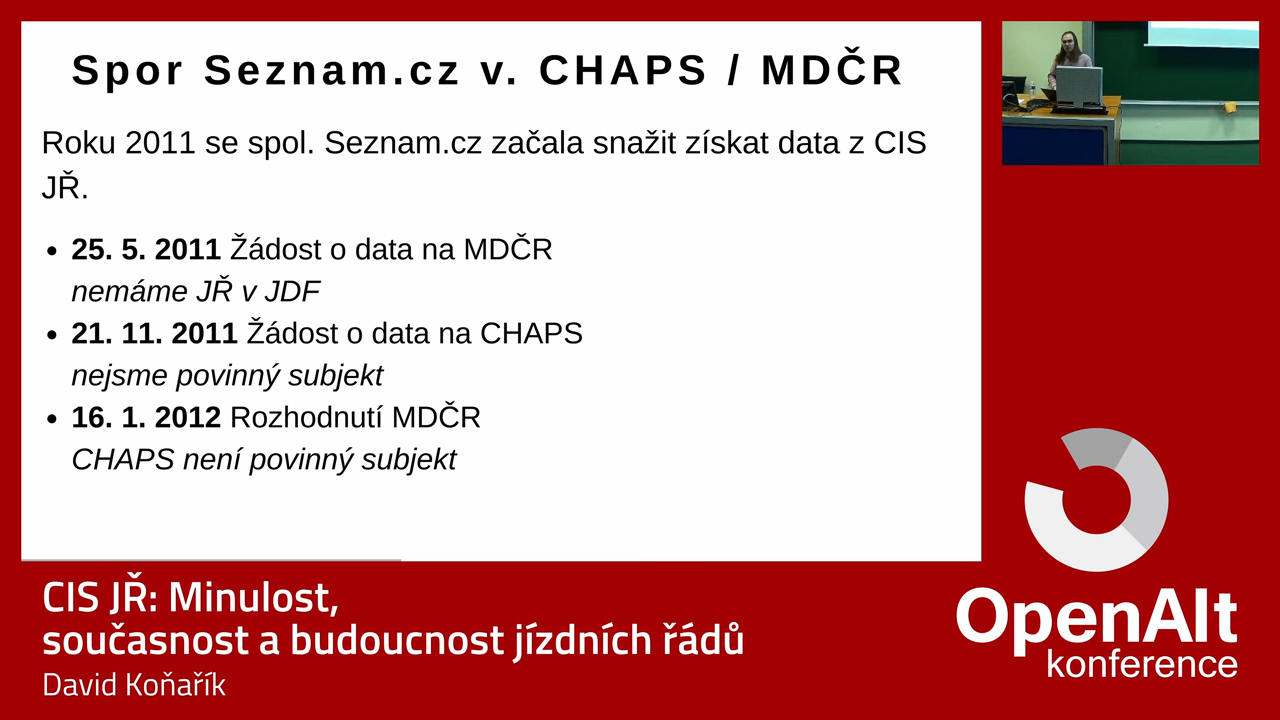 Spor Seznam.cz v. CHAPS / MDČR
Roku 2011 se spol. Seznam.cz začala snažit získat data z CIS
JŘ.
• 25. 5. 2011 Žádost o data na MDČR
nemáme JŘ v JDF
• 21. 11. 2011 Žádost o data na CHAPS
nejsme povinný subjekt
• 16. 1. 2012 Rozhodnutí MDČR
CHAPS není povinný subjekt
CIS JŘ: Minulost,
současnost a budoucnost jízdních řádů
David Koňařík
OpenAlt
konference